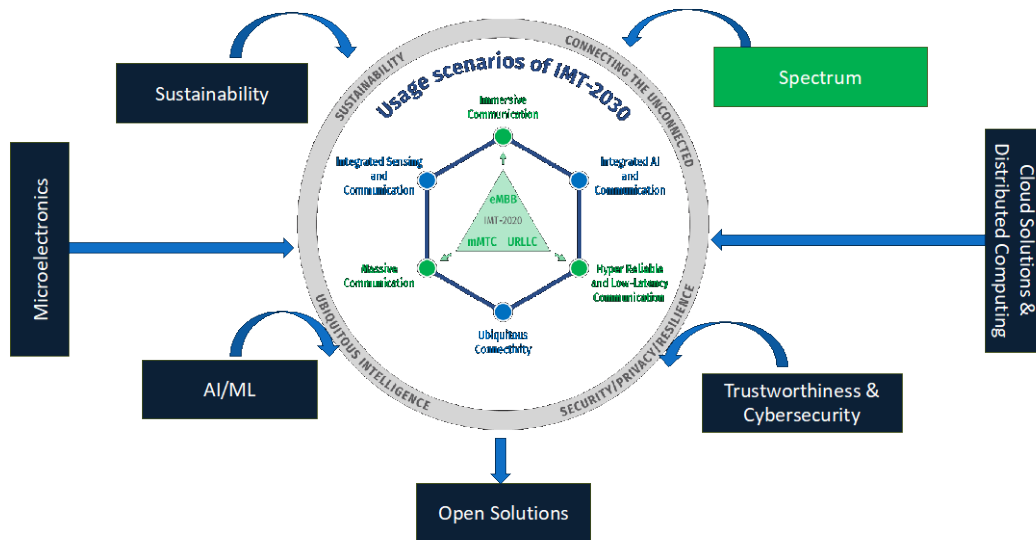 Sustainability
Spectrum
SUSTAINABILITY
CONNECTING THE UNCONNECTED
Usage scenarios of IMT-2030
Immersive
Communication
Integrated Sensing
and
Communication
Integrated AI
and
Communication
eMBB
IMT-2020
mMTC URLLC
Massive
Communication
Hyper Reliable
and Low-Latency
Communication
Ubiquitous
Connectivity
Microelectronics
Cloud Solutions &
Distributed Computing
UBIQUITOUS INTELLIGENCE
SECURITY/PRIVACY/RESILIENCE
AI/ML
Trustworthiness &
Cybersecurity
Open Solutions